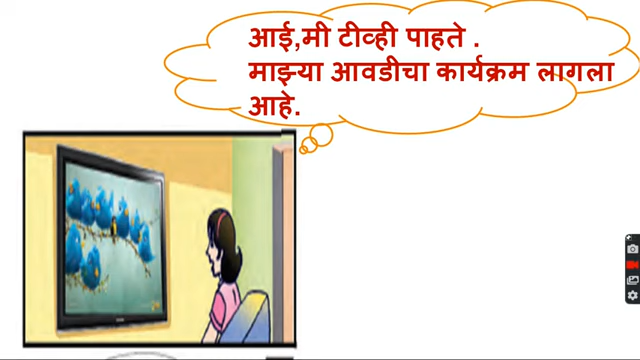 आई,मी टीव्ही पाहते .
माझ्या आवडीचा कार्यक्रम लागला
आहे.